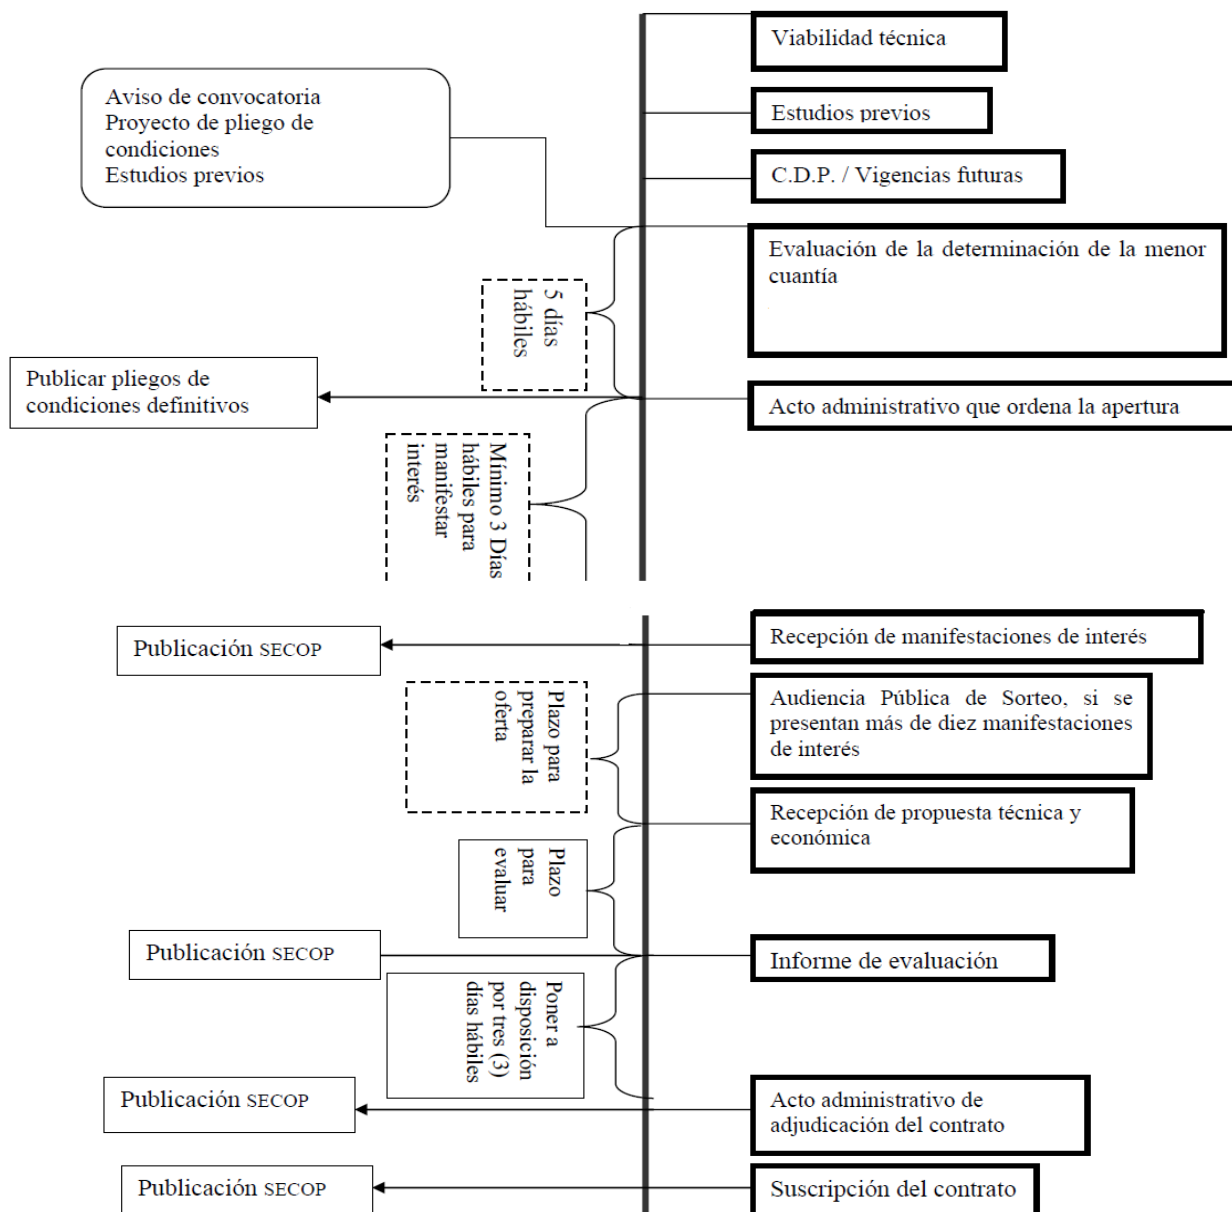 Viabilidad técnica
Aviso de convocatoria
Proyecto de pliego de
condiciones
Estudios previos
Estudios previos
C.D.P. / Vigencias futuras
Evaluación de la determinación de la menor
cuantía
5 días
hábiles
Publicar pliegos de
condiciones definitivos
Acto administrativo que ordena la apertura
Mínimo 3 Días
hábiles para
manifestar
interés
Publicación SECOP
Recepción de manifestaciones de interés
Plazo para
preparar la
oferta
Audiencia Pública de Sorteo, si se
presentan más de diez manifestaciones
de interés
Recepción de propuesta técnica y
económica
Plazo
para
evaluar
Publicación SECOP
Informe de evaluación
Poner a
disposición
por tres (3)
días hábiles
Publicación SECOP
Acto administrativo de
adjudicación del contrato
Publicación SECOP
Suscripción del contrato